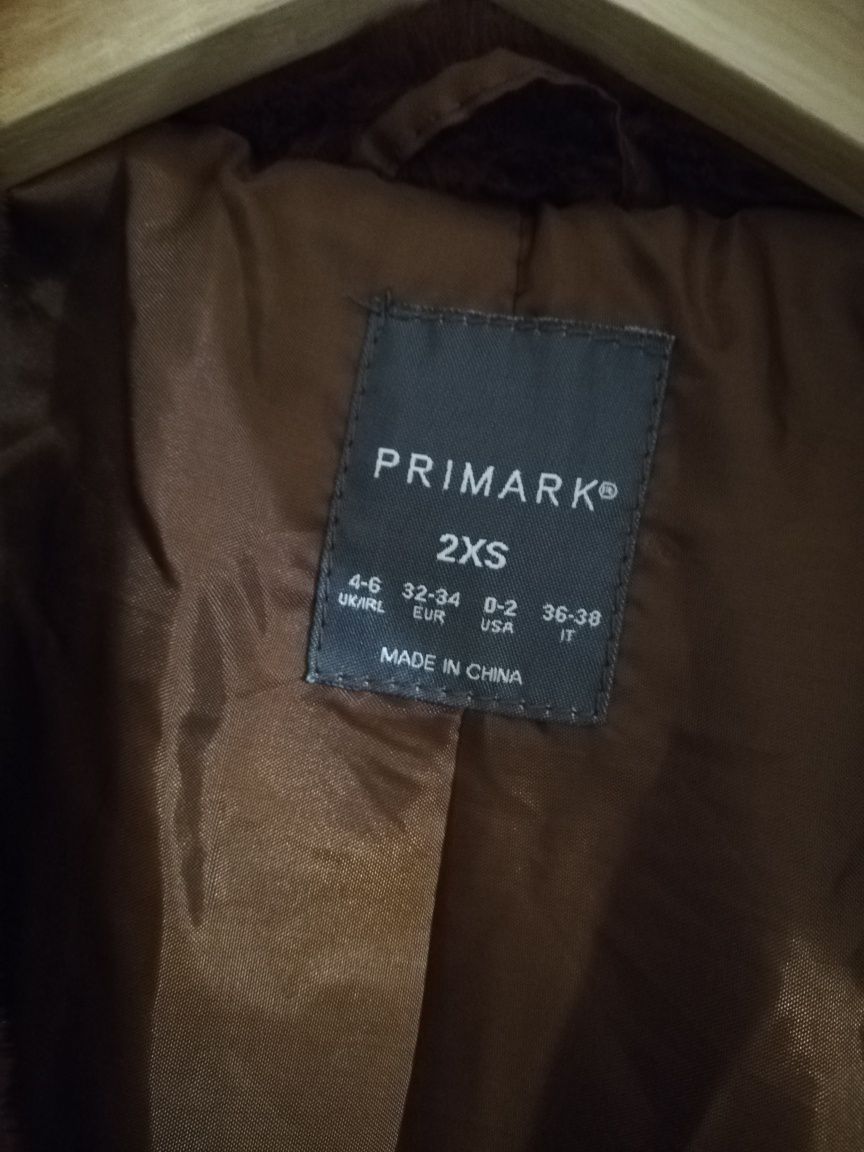 PRIMARK®
2XS
4-6 32-34 0-2 36-38
UK/IRL EUR USA IT
MADE IN CHINA